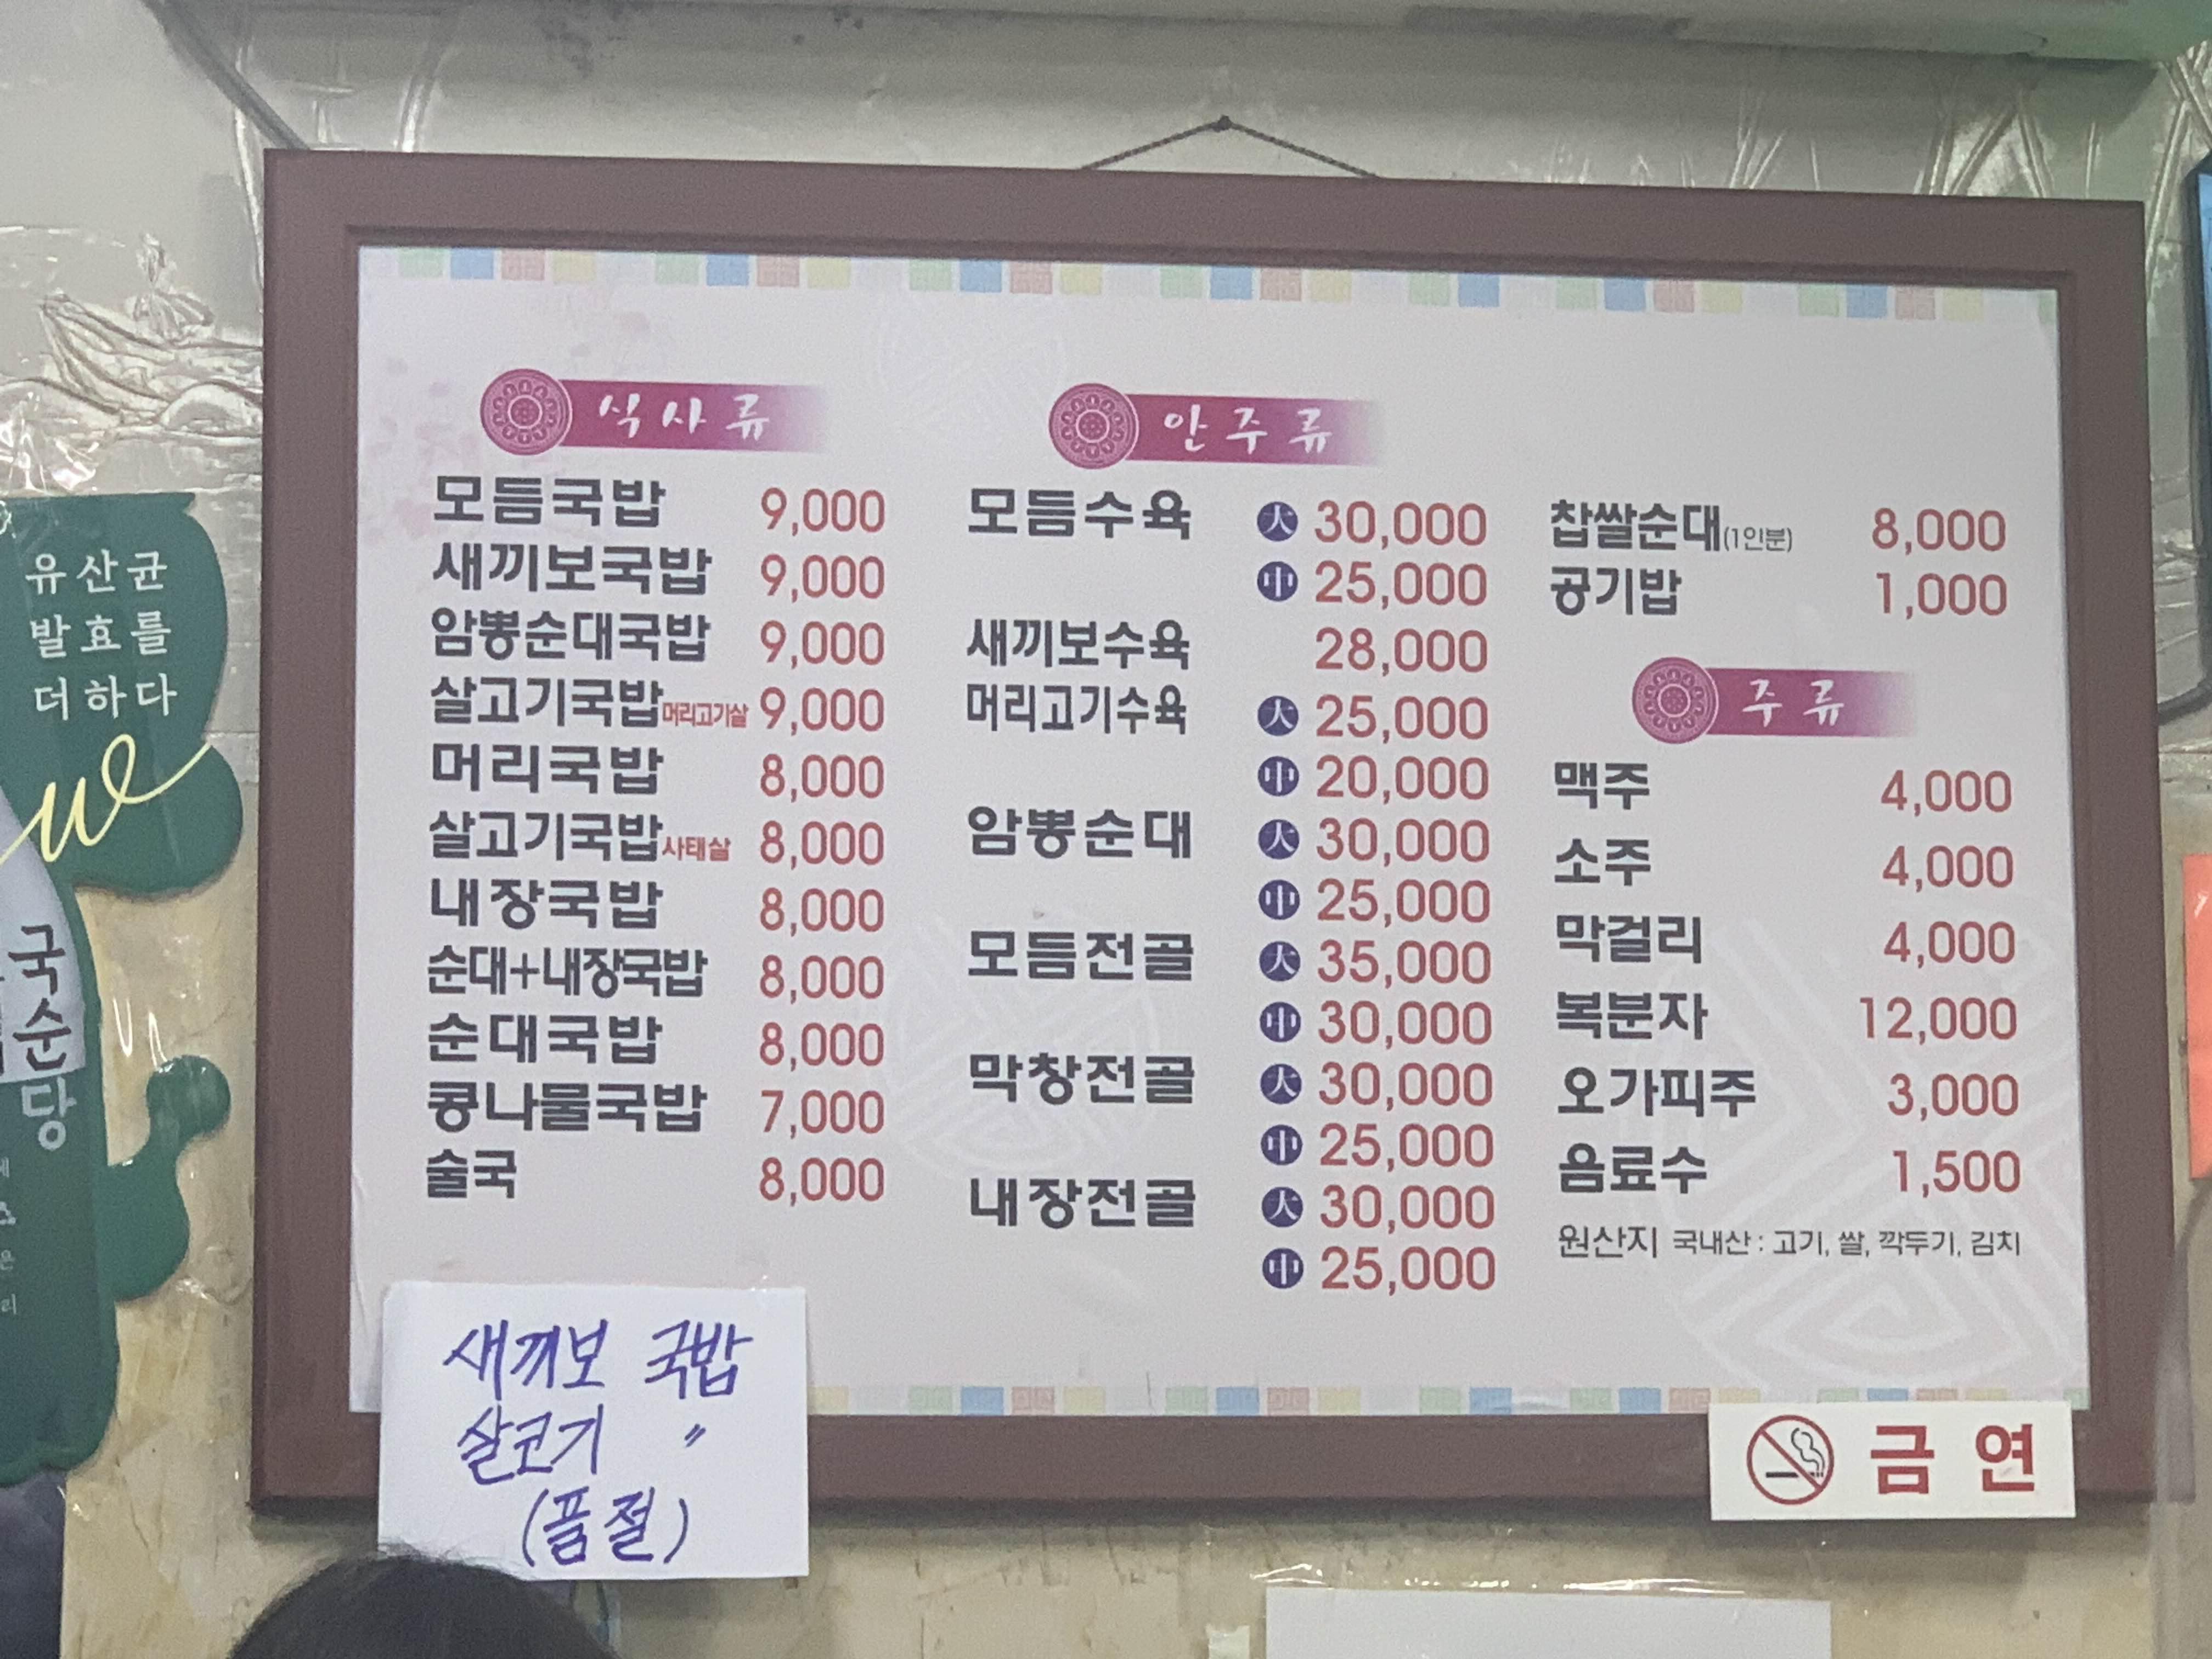 식사류
모듬국밥 9,000
새끼보국밥 9,000
암뽕순대국밥 9,000
살고기국밥 머리고기살 9,000
머리국밥 8,000
살고기국밥 사태살 8,000
내장국밥 8,000
순대+내장국밥 8,000
순대국밥 8,000
콩나물국밥 7,000
술국 8,000
안주류
모듬수육 大 30,000
中 25,000
새끼보수육 28,000
머리고기수육 大 25,000
中 20,000
암뽕순대 大 30,000
中 25,000
모듬전골 大 35,000
中 30,000
막창전골 大 30,000
中 25,000
내장전골 大 30,000
中 25,000
찹쌀순대(1인분) 8,000
공기밥 1,000
주류
맥주 4,000
소주 4,000
막걸리 4,000
복분자 12,000
오가피주 3,000
음료수 1,500
원산지 국내산 : 고기, 쌀, 깍두기, 김치
새끼보 국밥
살코기 〃
(품절)
금연
유산균
발효를
더하다
국순당